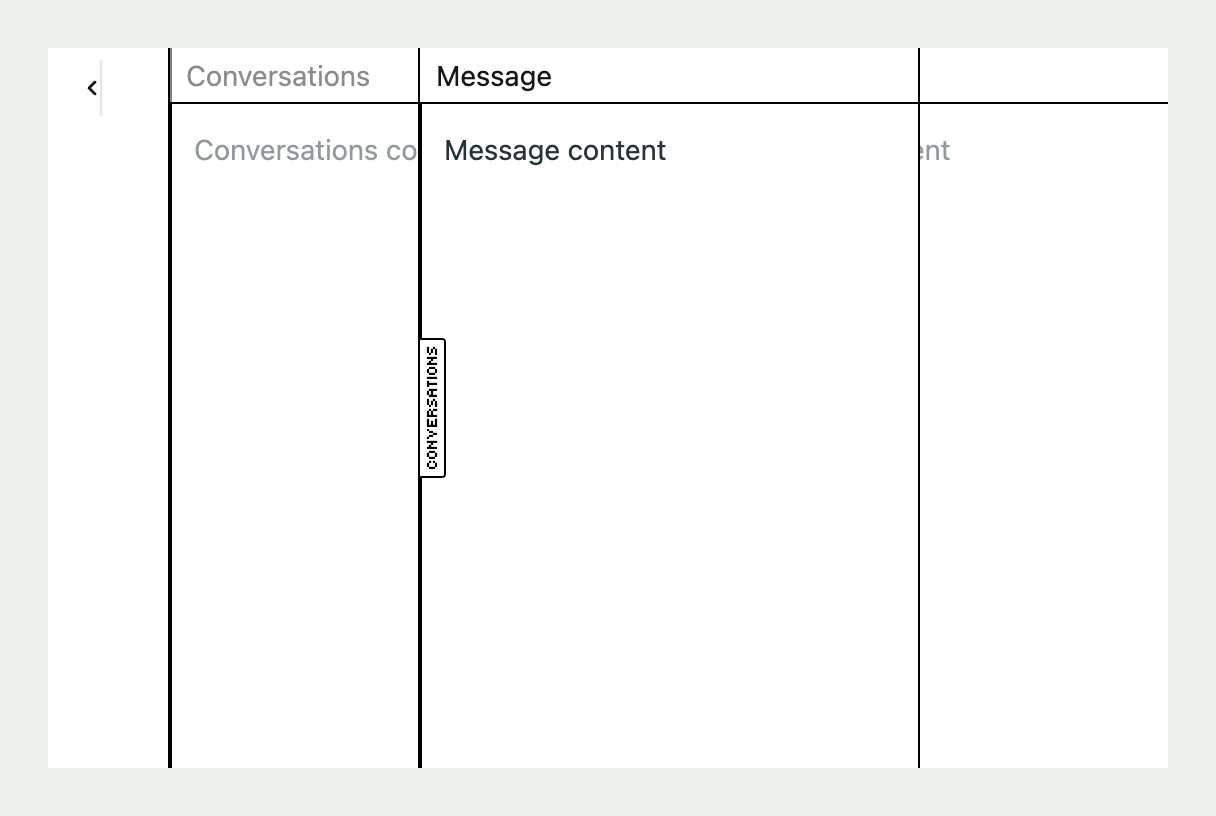 Conversations
Message
Conversations co
Message content
ent
CONVERSATIONS